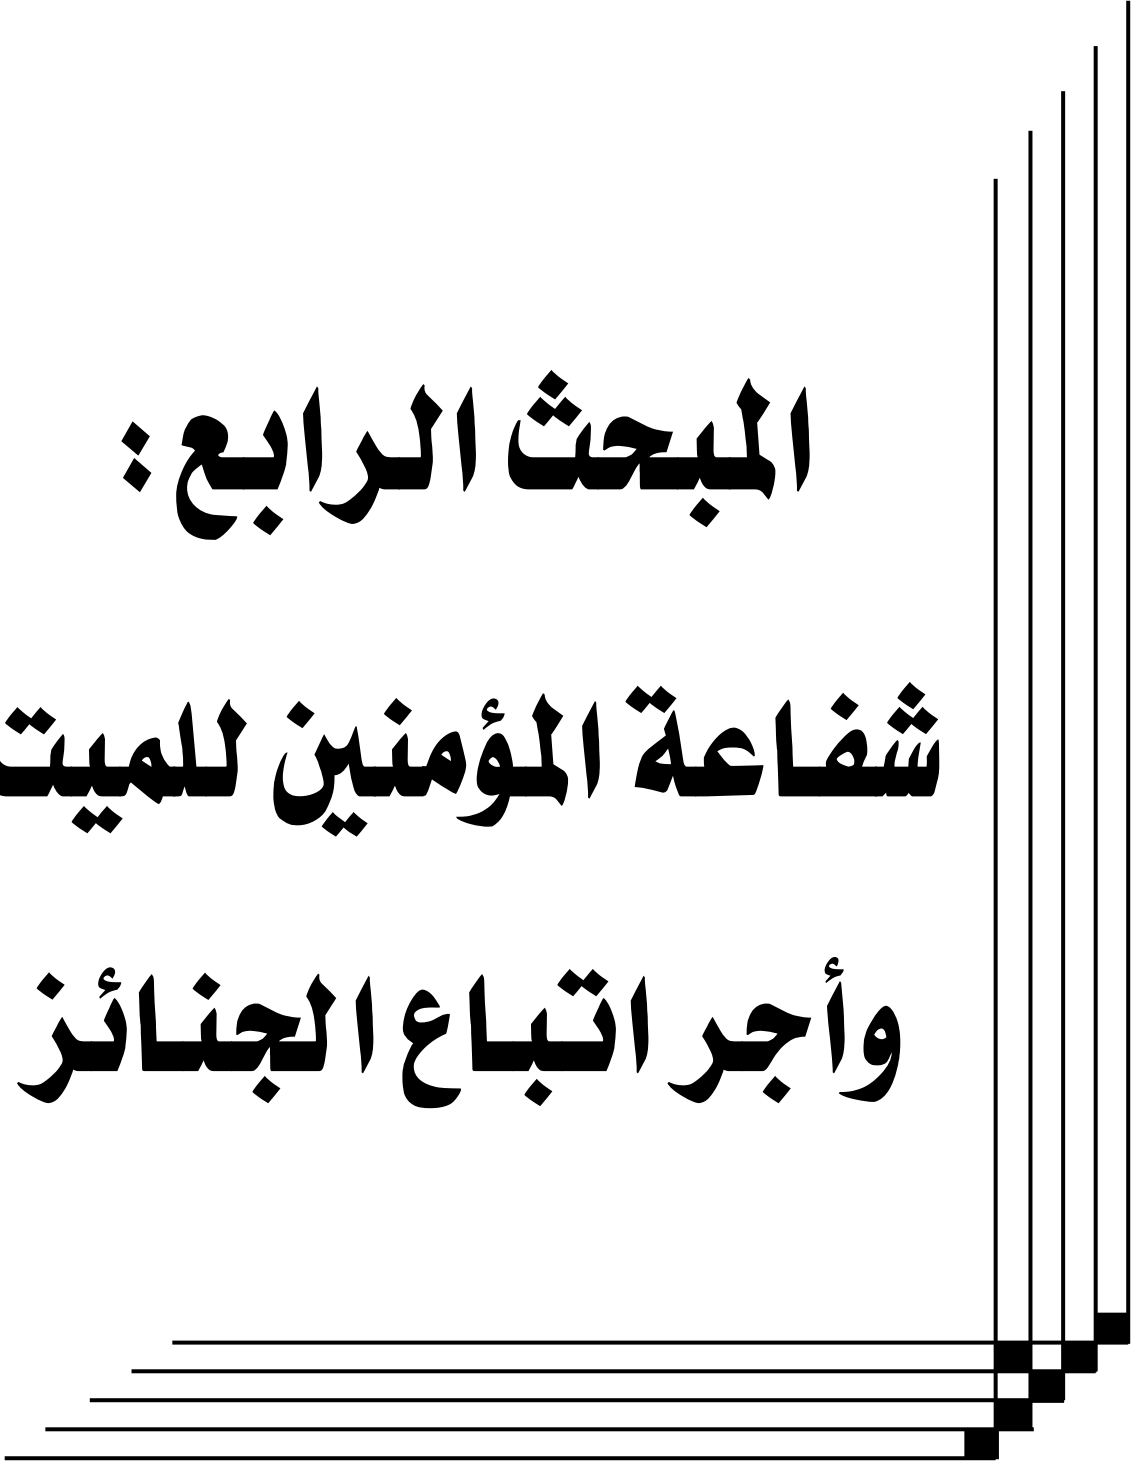 المبحث الرابع:
شفاعة المؤمنين للميت
وأجر اتباع الجنائز